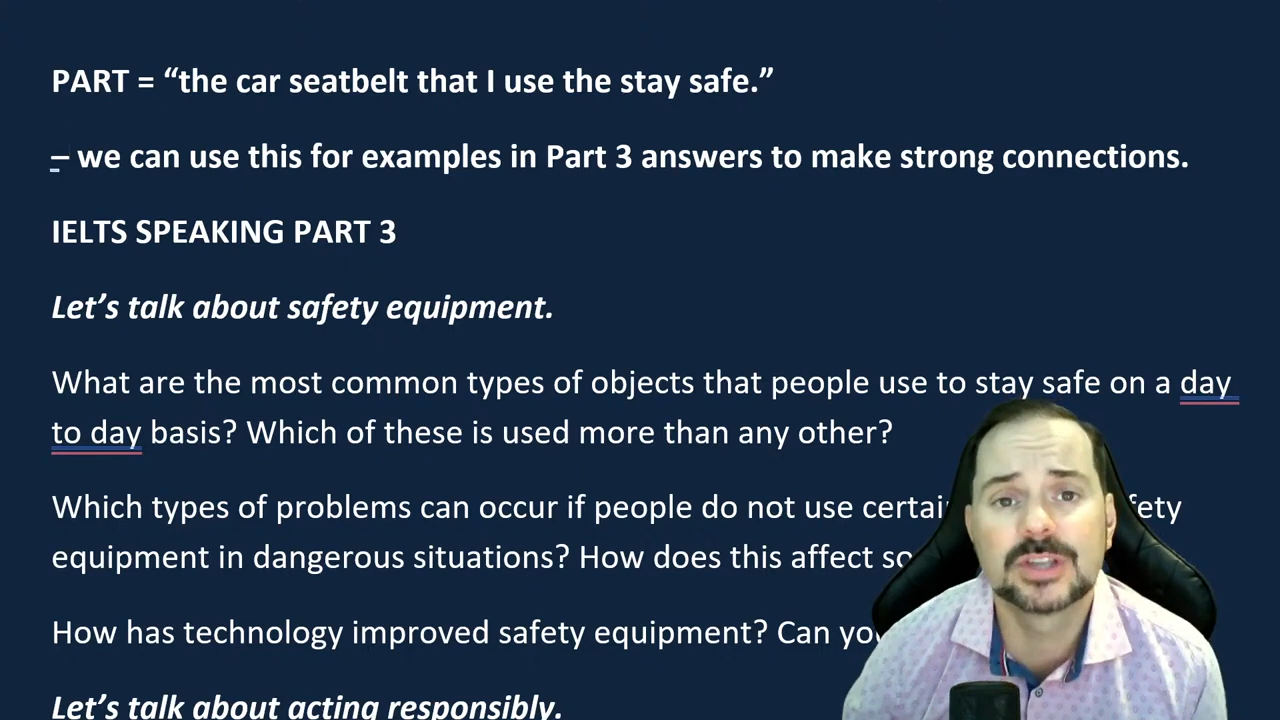 PART = “the car seatbelt that I use the stay safe.”
– we can use this for examples in Part 3 answers to make strong connections.
IELTS SPEAKING PART 3
Let’s talk about safety equipment.
What are the most common types of objects that people use to stay safe on a day
to day basis? Which of these is used more than any other?
Which types of problems can occur if people do not use
equipment in dangerous situations? How does this affect
How has technology improved safety equipment? Can
Let’s talk about acting responsibly.